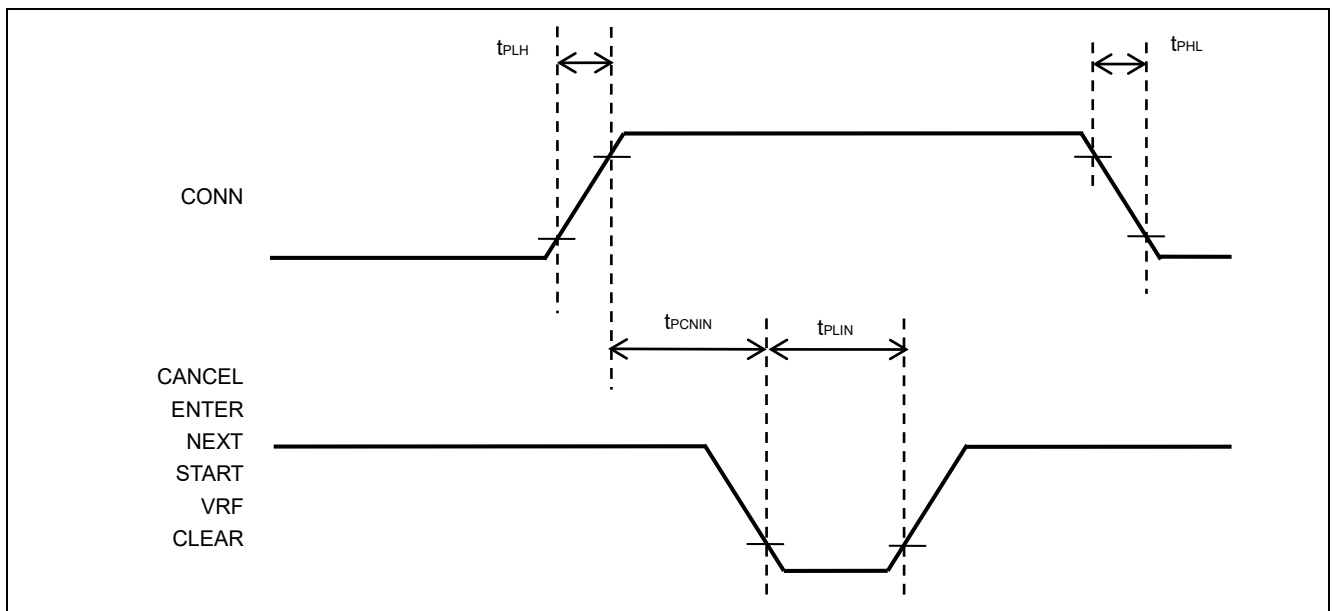 tPLH
tPHL
CONN
tPCNIN
tPLIN
CANCEL
ENTER
NEXT
START
VRF
CLEAR